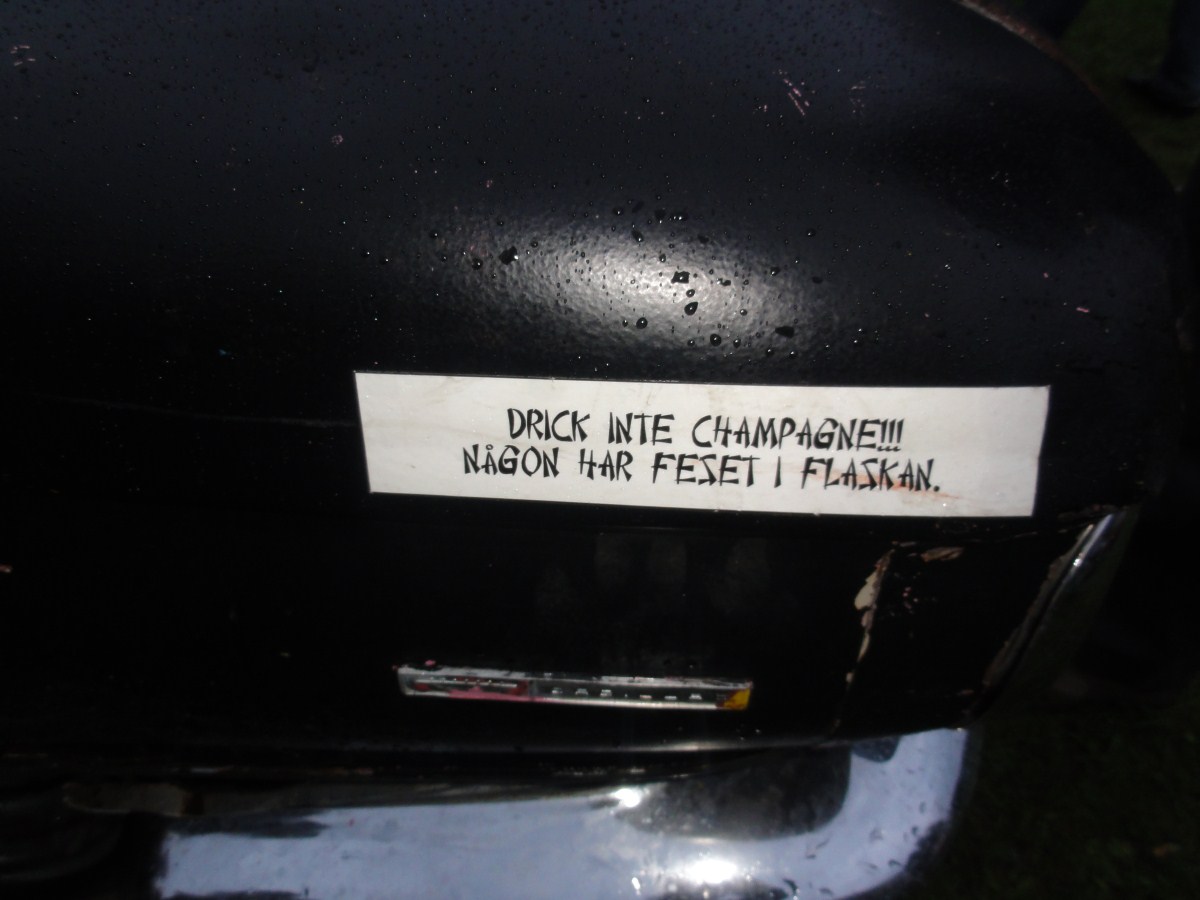 DRICK INTE CHAMPAGNE!!!
NÅGON HAR FESET I FLASKAN.